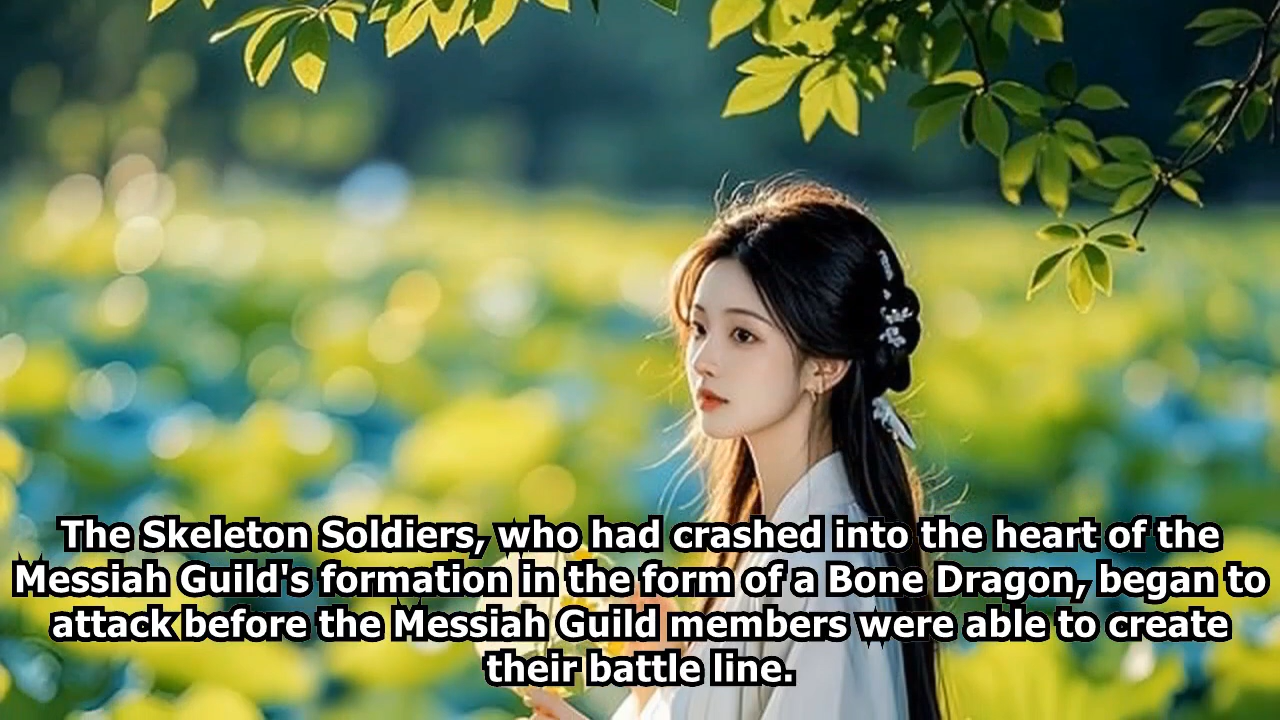 The Skeleton Soldiers, who had crashed into the heart of the
Messiah Guild's formation in the form of a Bone Dragon, began to
attack before the Messiah Guild members were able to create
their battle line.